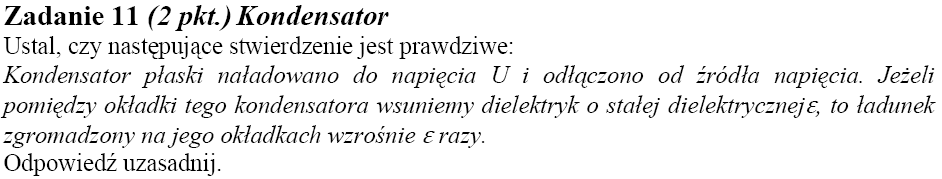 Zadanie 11 (2 pkt.) Kondensator
Ustal, czy następujące stwierdzenie jest prawdziwe:
Kondensator płaski naładowano do napięcia U i odłączono od źródła napięcia. Jeżeli
pomiędzy okładki tego kondensatora wsuniemy dielektryk o stałej dielektrycznej ε, to ładunek
zgromadzony na jego okładkach wzrośnie ε razy.
Odpowiedź uzasadnij.